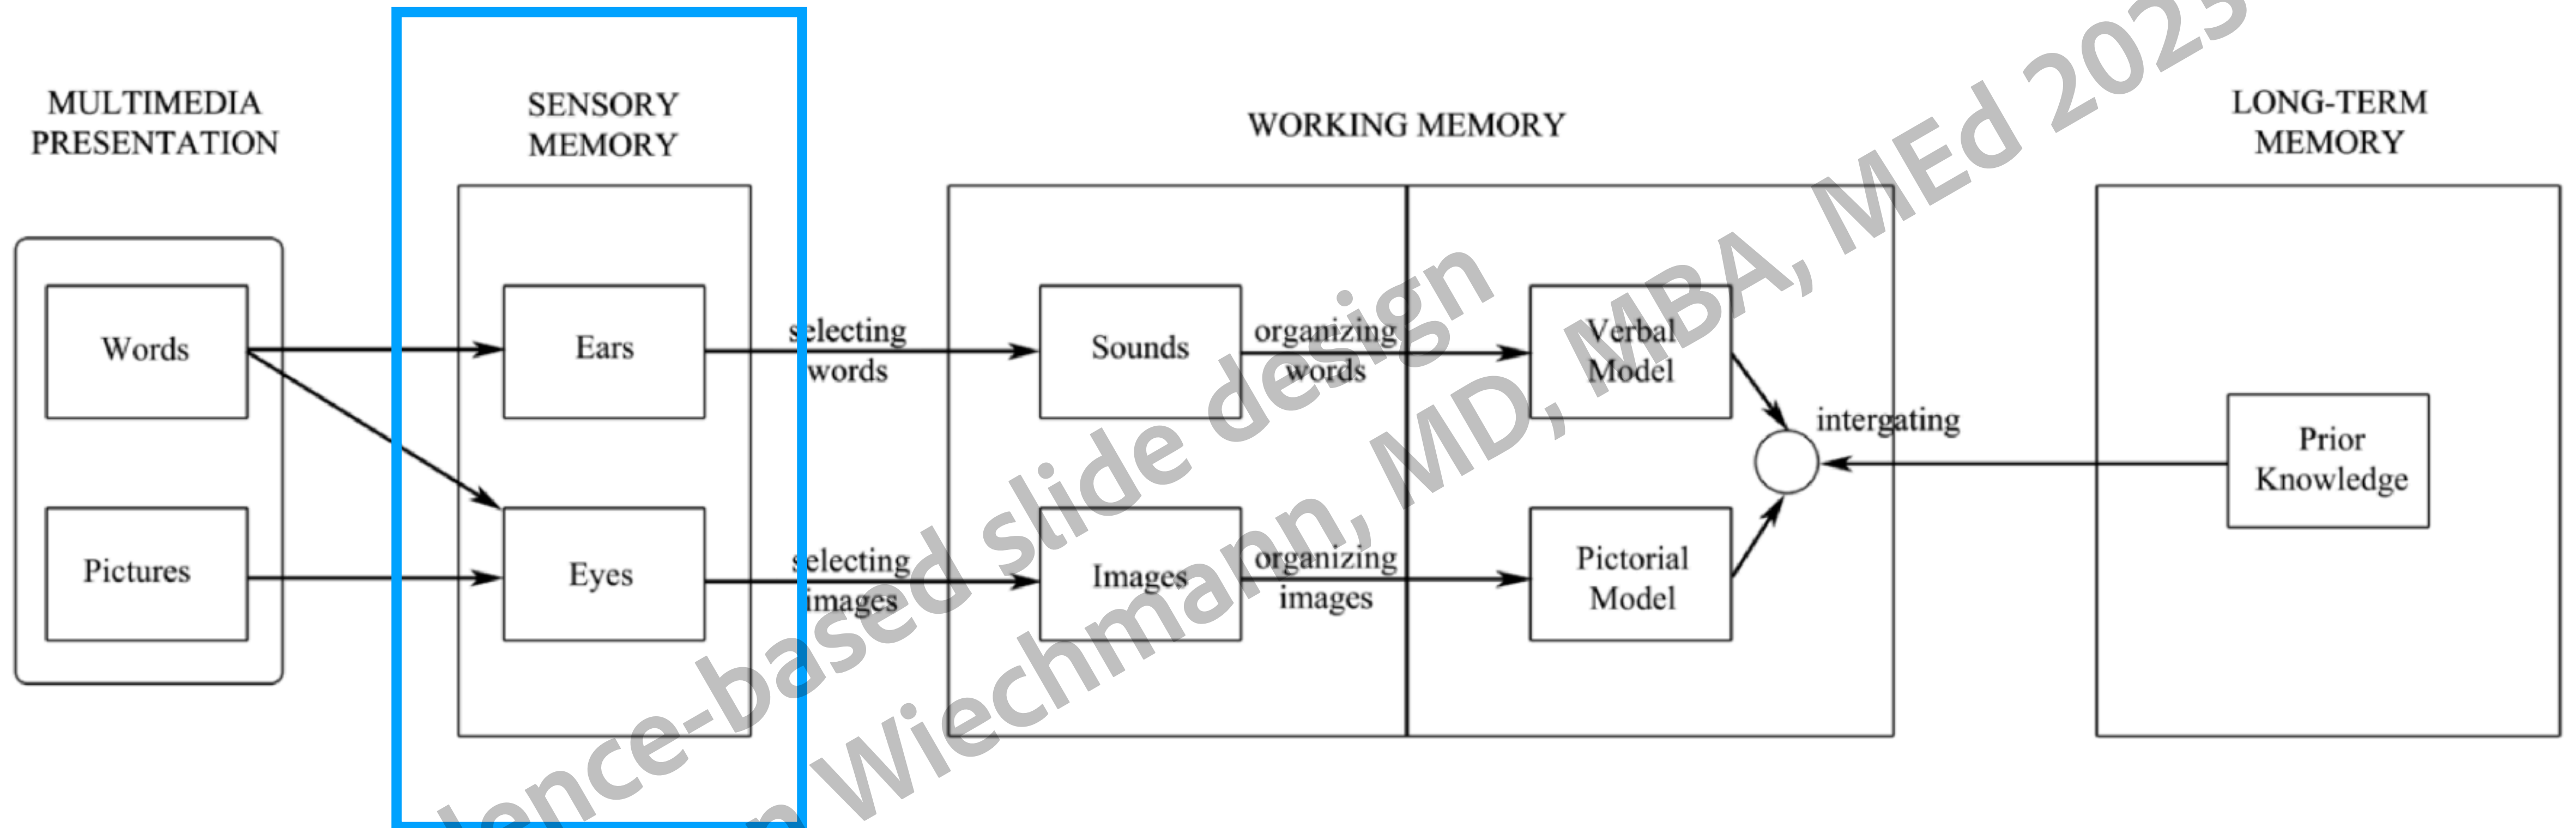 MULTIMEDIA
PRESENTATION
Words
Pictures
SENSORY
MEMORY
Ears
Eyes
selecting
words
selecting
images
WORKING MEMORY
Sounds
Images
organizing
words
organizing
images
Verbal
Model
Pictorial
Model
intergating
LONG-TERM
MEMORY
Prior
Knowledge
slide design
Wiechmann, MD, MBA, MEd 2023